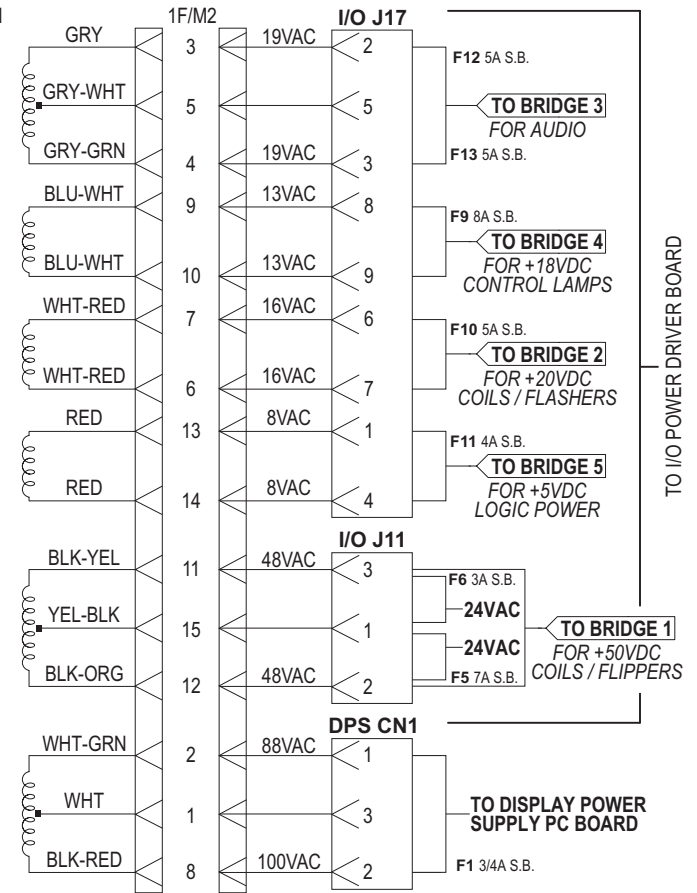 1F/M2
I/O J17
GRY 3 19VAC 2
F12 5A S.B.
GRY-WHT 5 5
TO BRIDGE 3
FOR AUDIO
GRY-GRN 4 19VAC 3
F13 5A S.B.
BLU-WHT 9 13VAC 8
F9 8A S.B.
TO BRIDGE 4
FOR +18VDC
CONTROL LAMPS
BLU-WHT 10 13VAC 9
WHT-RED 7 16VAC 6
F10 5A S.B.
TO BRIDGE 2
FOR +20VDC
COILS / FLASHERS
WHT-RED 6 16VAC 7
RED 13 8VAC 1
F11 4A S.B.
TO BRIDGE 5
FOR +5VDC
LOGIC POWER
RED 14 8VAC 4
TO I/O POWER DRIVER BOARD
I/O J11
BLK-YEL 11 48VAC 3
F6 3A S.B.
24VAC
YEL-BLK 15 1
TO BRIDGE 1
FOR +50VDC
COILS / FLIPPERS
24VAC
F5 7A S.B.
BLK-ORG 12 48VAC 2
DPS CN1
WHT-GRN 2 88VAC 1
WHT 1 3
TO DISPLAY POWER
SUPPLY PC BOARD
BLK-RED 8 100VAC 2
F1 3/4A S.B.